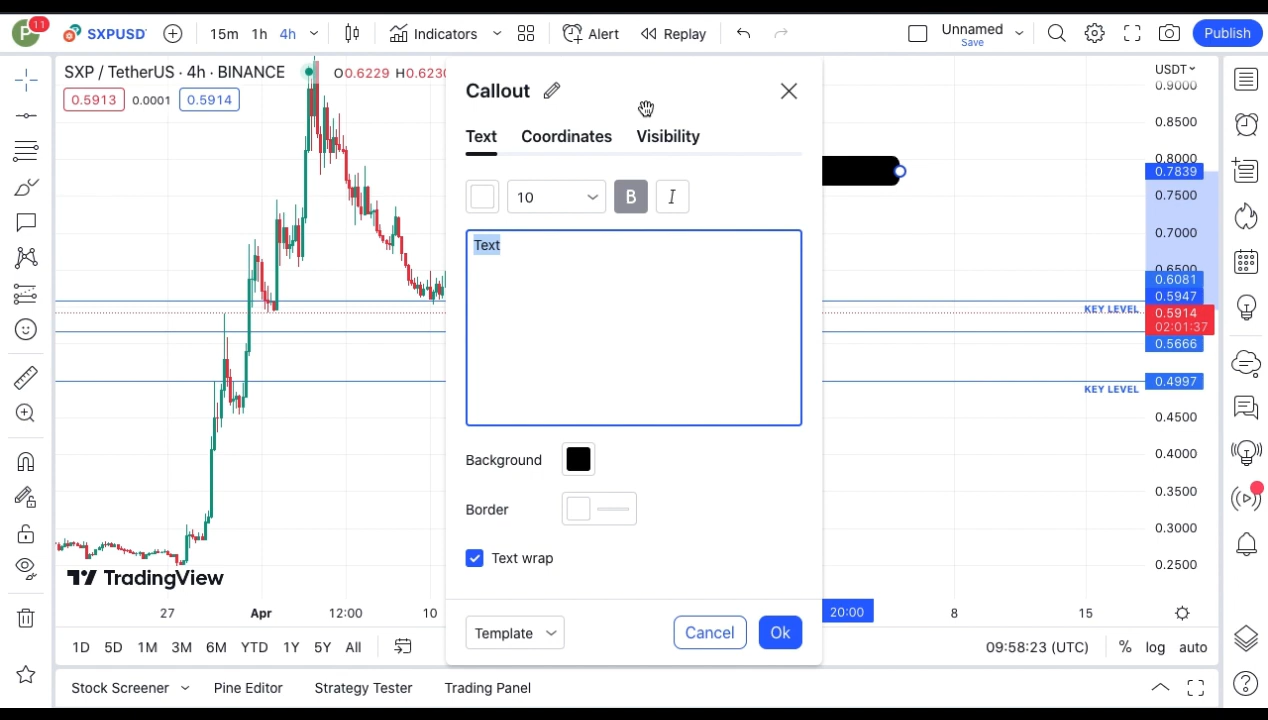 P 11 SXPUSD 15m 1h 4h Indicators Alert Replay Unnamed Save Publish
SXP / TetherUS · 4h · BINANCE O0.6229
0.5913 0.0001 0.5914
Callout
Text Coordinates Visibility
10 B I
Text
Background
Border
Text wrap
Template Cancel Ok
USDT
0.9000
0.8500
0.8000
0.7839
0.7500
0.7000
0.6500
0.6081
0.5947
KEY LEVEL 0.5914
02:01:37
0.5666
0.4997
KEY LEVEL
0.4500
0.4000
0.3500
0.3000
0.2500
TradingView
27 Apr 12:00 10 20:00 8 15
1D 5D 1M 3M 6M YTD 1Y 5Y All 09:58:23 (UTC) % log auto
Stock Screener Pine Editor Strategy Tester Trading Panel